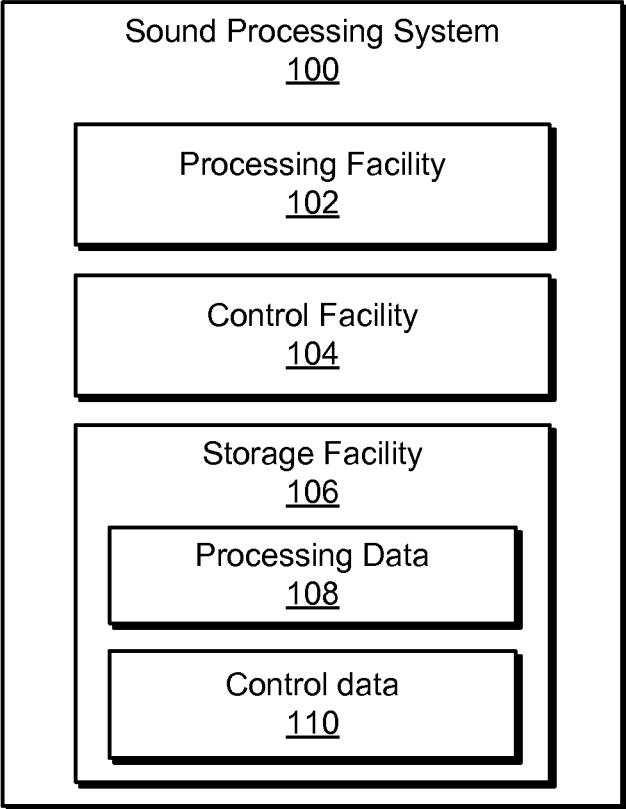 Sound Processing System
100
Processing Facility
102
Control Facility
104
Storage Facility
106
Processing Data
108
Control data
110